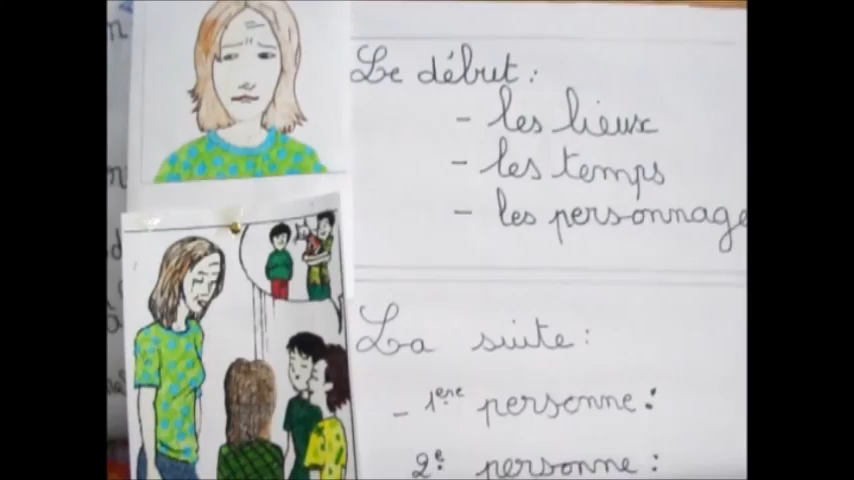 Le début :
- les lieux
- les temps
- les personnage
La suite :
- 1ère personne :
2e personne :